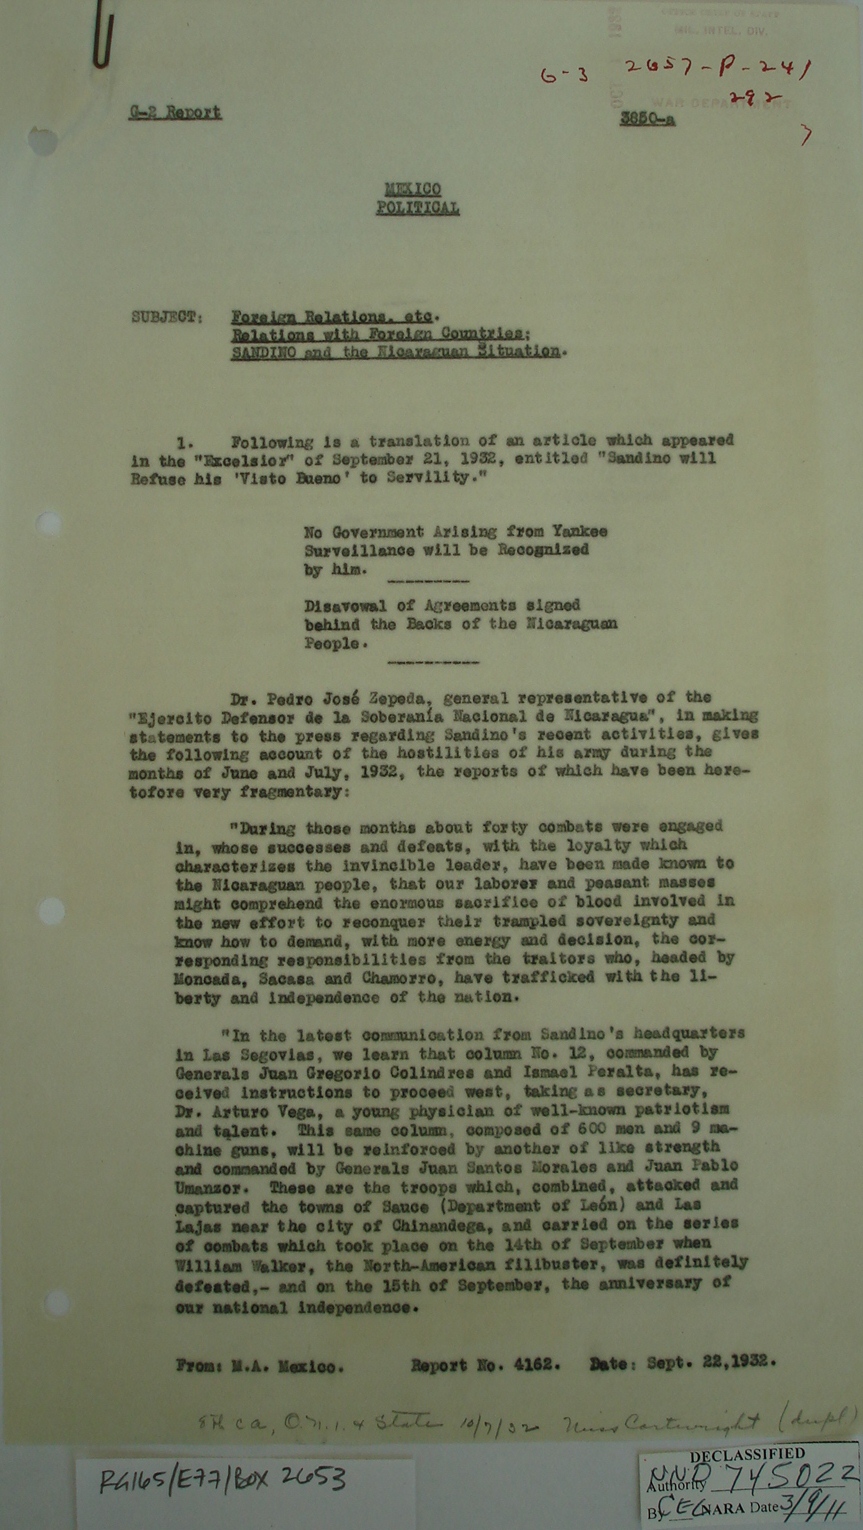 MIL. INTEL. DIV.
G-3 2657-P-241
292
WAR DEPARTMENT
G-2 Report
3850-a
MEXICO
POLITICAL
SUBJECT: Foreign Relations, etc.
Relations with Foreign Countries;
SANDINO and the Nicaraguan Situation.
1. Following is a translation of an article which appeared
in the "Excelsior" of September 21, 1932, entitled "Sandino will
Refuse his 'Visto Bueno' to Servility."
No Government Arising from Yankee
Surveillance will be Recognized
by him.
Disavowal of Agreements signed
behind the Backs of the Nicaraguan
People.
Dr. Pedro José Zepeda, general representative of the
"Ejercito Defensor de la Soberanía Nacional de Nicaragua", in making
statements to the press regarding Sandino's recent activities, gives
the following account of the hostilities of his army during the
months of June and July, 1932, the reports of which have been here-
tofore very fragmentary:
"During those months about forty combats were engaged
in, whose successes and defeats, with the loyalty which
characterizes the invincible leader, have been made known to
the Nicaraguan people, that our laborer and peasant masses
might comprehend the enormous sacrifice of blood involved in
the new effort to reconquer their trampled sovereignty and
know how to demand, with more energy and decision, the cor-
responding responsibilities from the traitors who, headed by
Moncada, Sacasa and Chamorro, have trafficked with the li-
berty and independence of the nation.
"In the latest communication from Sandino's headquarters
in Las Segovias, we learn that column No. 12, commanded by
Generals Juan Gregorio Colindres and Ismael Peralta, has re-
ceived instructions to proceed west, taking as secretary,
Dr. Arturo Vega, a young physician of well-known patriotism
and talent. This same column, composed of 600 men and 9 ma-
chine guns, will be reinforced by another of like strength
and commanded by Generals Juan Santos Morales and Juan Pablo
Umanzor. These are the troops which, combined, attacked and
captured the towns of Sauce (Department of León) and Las
Lajas near the city of Chinandega, and carried on the series
of combats which took place on the 14th of September when
William Walker, the North-American filibuster, was definitely
defeated,- and on the 15th of September, the anniversary of
our national independence.
From: M.A. Mexico. Report No. 4162. Date: Sept. 22,1932.
O.N.I. & State 10/7/32 Miss Cartwright (dupl)
RG165/E77/BOX 2653
DECLASSIFIED
Authority NND 745022
By CEG NARA Date 3/9/11